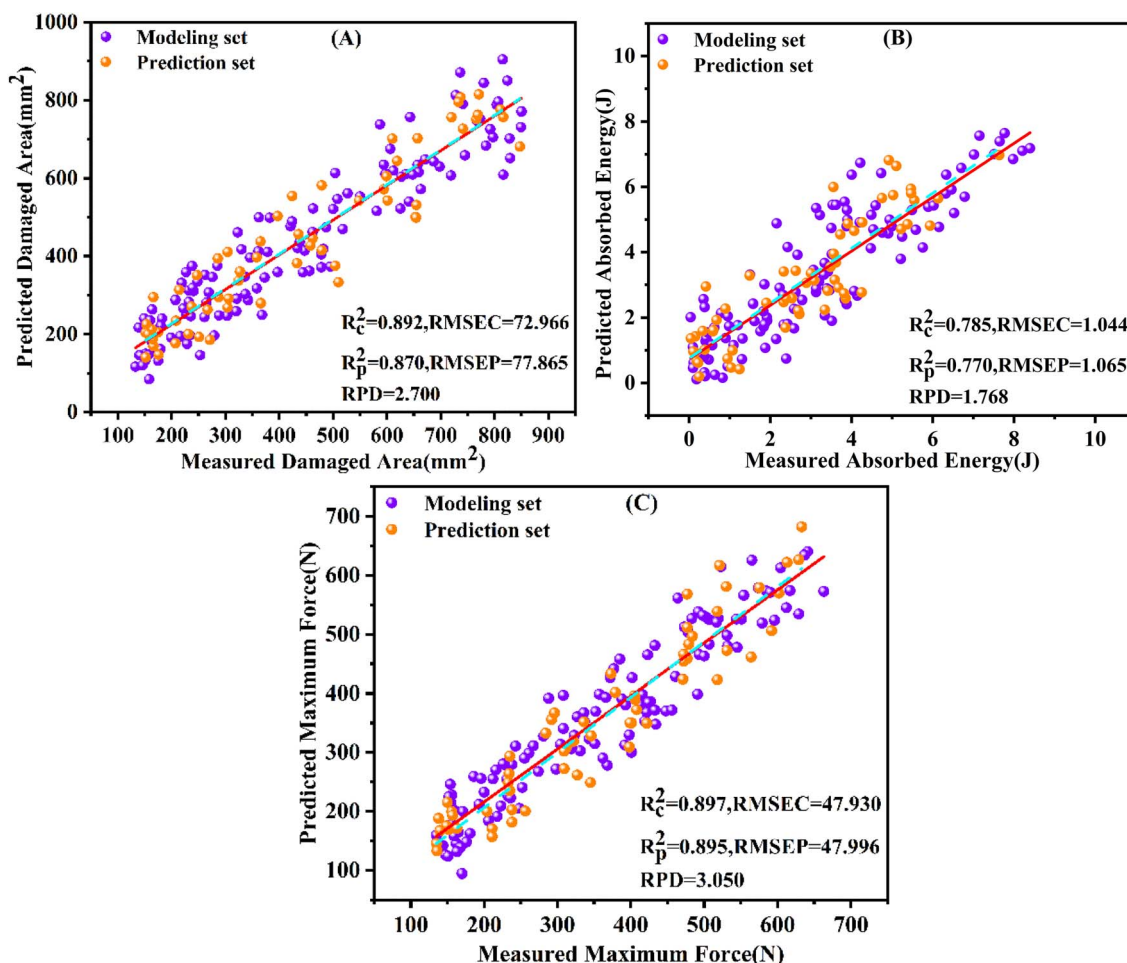 1000
800
600
400
200
0
100 200 300 400 500 600 700 800 900
Predicted Damaged Area(mm²)
Measured Damaged Area(mm²)
Modeling set
Prediction set
(A)
R²c=0.892,RMSEC=72.966
R²p=0.870,RMSEP=77.865
RPD=2.700
10
8
6
4
2
0
0 2 4 6 8 10
Predicted Absorbed Energy(J)
Measured Absorbed Energy(J)
Modeling set
Prediction set
(B)
R²c=0.785,RMSEC=1.044
R²p=0.770,RMSEP=1.065
RPD=1.768
700
600
500
400
300
200
100
100 200 300 400 500 600 700
Predicted Maximum Force(N)
Measured Maximum Force(N)
Modeling set
Prediction set
(C)
R²c=0.897,RMSEC=47.930
R²p=0.895,RMSEP=47.996
RPD=3.050